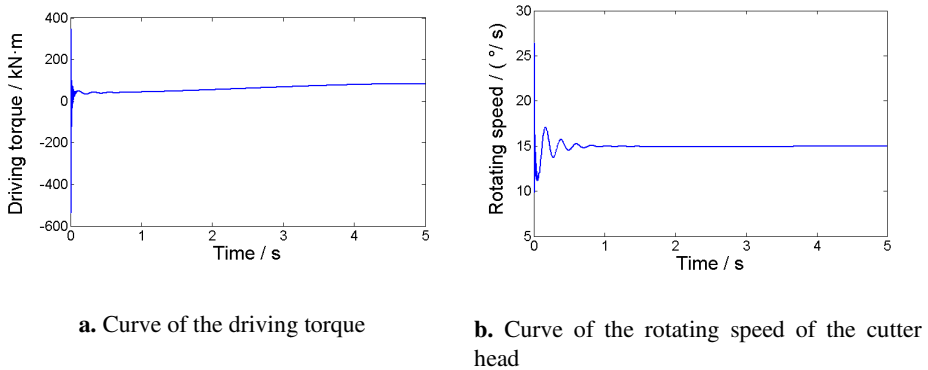 400
200
0
-200
-400
-600
Driving torque / kN·m
0 1 2 3 4 5
Time / s
30
25
20
15
10
5
Rotating speed / ( °/ s)
0 1 2 3 4 5
Time / s
a. Curve of the driving torque
b. Curve of the rotating speed of the cutter
head